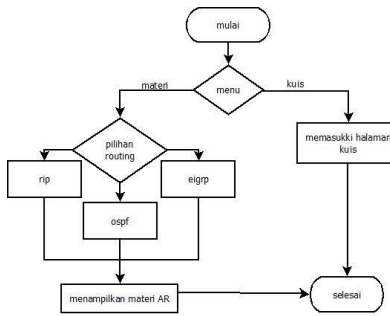 mulai
menu
materi
kuis
pilihan
routing
memasukki halaman
kuis
rip
eigrp
ospf
menampilkan materi AR
selesai